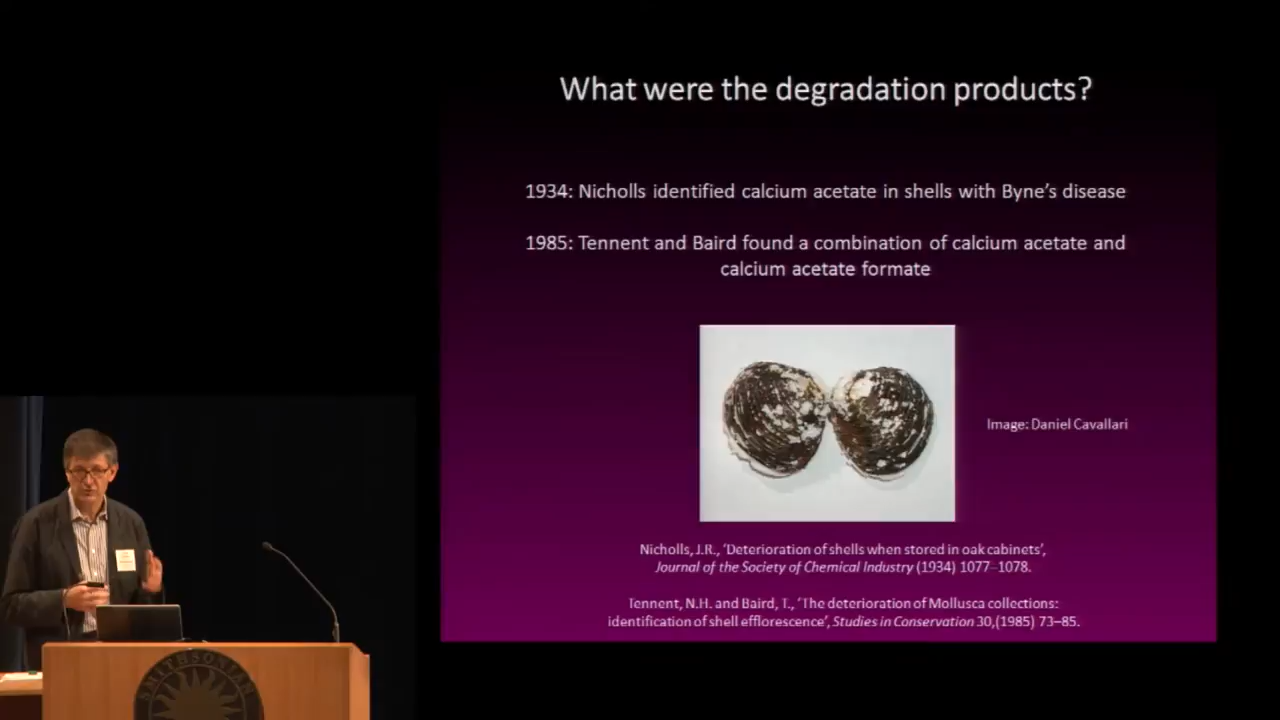 What were the degradation products?
1934: Nicholls identified calcium acetate in shells with Byne's disease
1985: Tennent and Baird found a combination of calcium acetate and
calcium acetate formate
Image: Daniel Cavallari
Nicholls, J.R., 'Deterioration of shells when stored in oak cabinets',
Journal of the Society of Chemical Industry (1934) 1077–1078.
Tennent, N.H. and Baird, T., 'The deterioration of Mollusca collections:
identification of shell efflorescence', Studies in Conservation 30,(1985) 73–85.
SMITHSONIAN